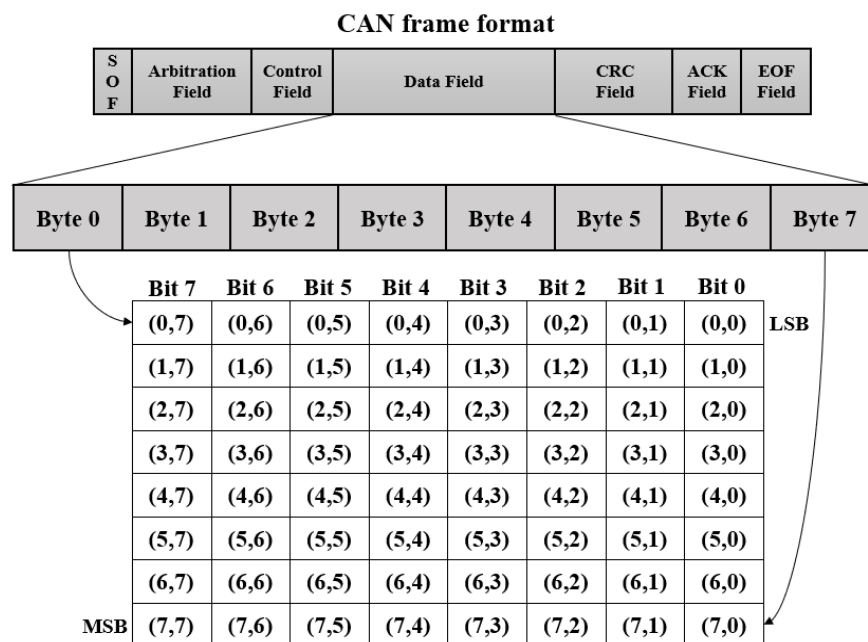 CAN frame format
SOF Arbitration Field Control Field Data Field CRC Field ACK Field EOF Field
Byte 0 Byte 1 Byte 2 Byte 3 Byte 4 Byte 5 Byte 6 Byte 7
Bit 7 Bit 6 Bit 5 Bit 4 Bit 3 Bit 2 Bit 1 Bit 0
(0,7) (0,6) (0,5) (0,4) (0,3) (0,2) (0,1) (0,0) LSB
(1,7) (1,6) (1,5) (1,4) (1,3) (1,2) (1,1) (1,0)
(2,7) (2,6) (2,5) (2,4) (2,3) (2,2) (2,1) (2,0)
(3,7) (3,6) (3,5) (3,4) (3,3) (3,2) (3,1) (3,0)
(4,7) (4,6) (4,5) (4,4) (4,3) (4,2) (4,1) (4,0)
(5,7) (5,6) (5,5) (5,4) (5,3) (5,2) (5,1) (5,0)
(6,7) (6,6) (6,5) (6,4) (6,3) (6,2) (6,1) (6,0)
MSB (7,7) (7,6) (7,5) (7,4) (7,3) (7,2) (7,1) (7,0)